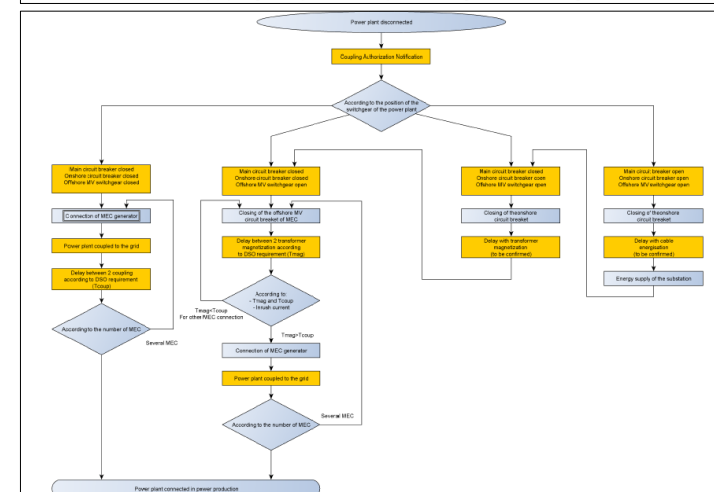 Power plant disconnected
Coupling Authorization Notification
According to the position of the
switchgear of the power plant
Main circuit breaker closed
Onshore circuit breaker closed
Offshore MV switchgear closed
Connection of MEC generator
Power plant coupled to the grid
Delay between 2 coupling
according to DSO requirement
(Tcoup)
According to the number of MEC
Several MEC
Main circuit breaker closed
Onshore circuit breaker closed
Offshore MV switchgear open
Closing of the offshore MV
circuit breaket of MEC
Delay between 2 transformer
magnetization according
to DSO requirement (Tmag)
According to:
- Tmag and Tcoup
- Inrush current
Tmag<Tcoup
For other MEC connection
Tmag>Tcoup
Connection of MEC generator
Power plant coupled to the grid
According to the number of MEC
Several MEC
Main circuit breaker closed
Onshore circuit breaker open
Offshore MV switchgear open
Closing of theonshore
circuit breaket
Delay with transformer
magnetization
(to be confirmed)
Main circuit breaker open
Onshore circuit breaker open
Offshore MV switchgear open
Closing of theonshore
circuit breaket
Delay with cable
energisation
(to be confirmed)
Energy supply of the substation
Power plant connected in power production